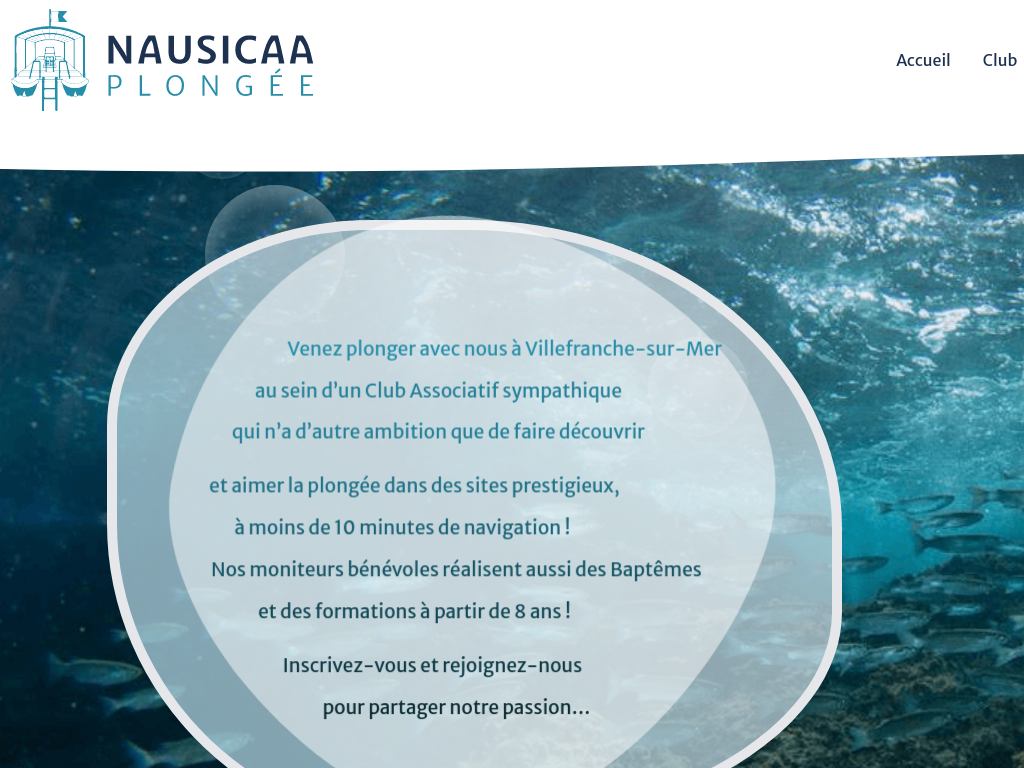 NAUSICAA
PLONGÉE
Accueil
Club
Venez plonger avec nous à Villefranche-sur-Mer
au sein d’un Club Associatif sympathique
qui n’a d’autre ambition que de faire découvrir
et aimer la plongée dans des sites prestigieux,
à moins de 10 minutes de navigation !
Nos moniteurs bénévoles réalisent aussi des Baptêmes
et des formations à partir de 8 ans !
Inscrivez-vous et rejoignez-nous
pour partager notre passion…